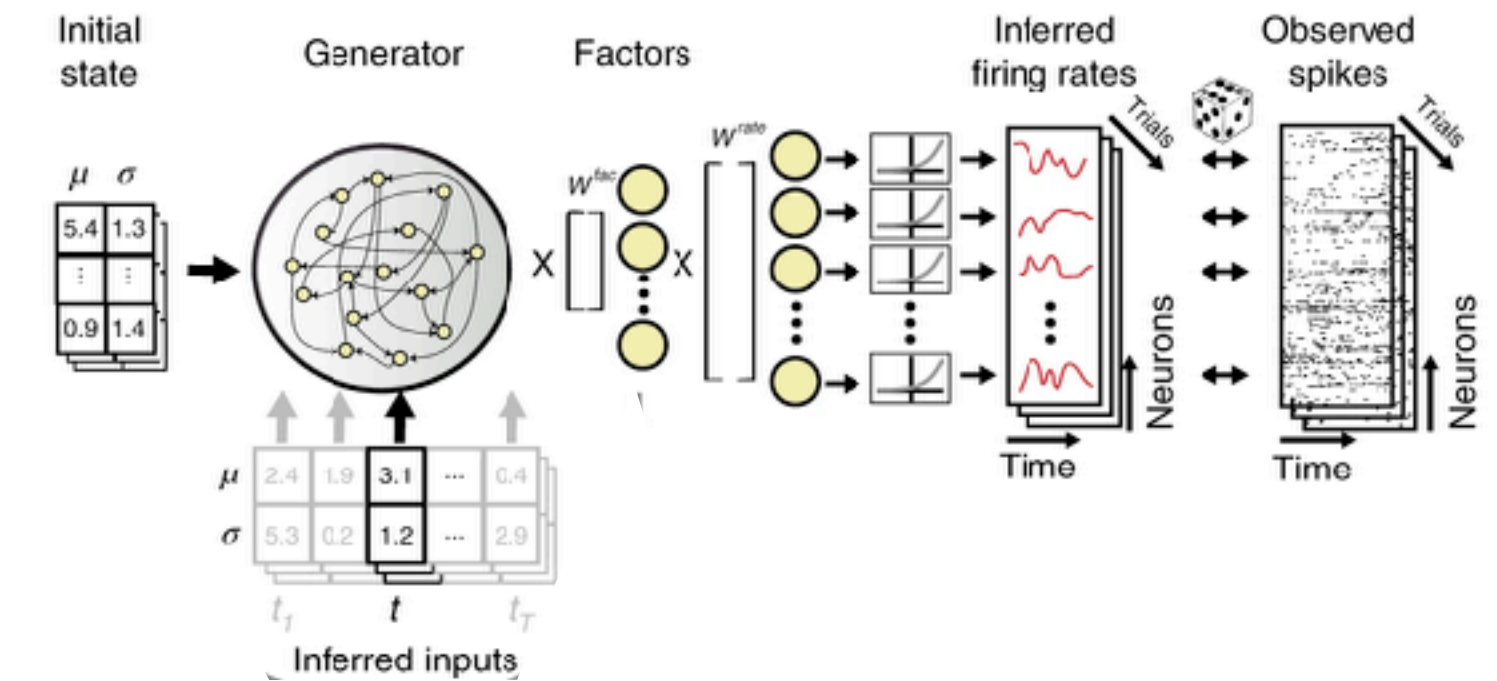 Initial
state
Generator
Factors
Inferred
firing rates
Observed
spikes
Trials
Trials
W^rate
W^fac
μ σ
5.4 1.3
⋮ ⋮
0.9 1.4
X
X
Neurons
Neurons
Time
Time
μ 2.4 1.9 3.1 ... 0.4
σ 5.3 0.2 1.2 ... 2.9
t_1 t t_T
Inferred inputs